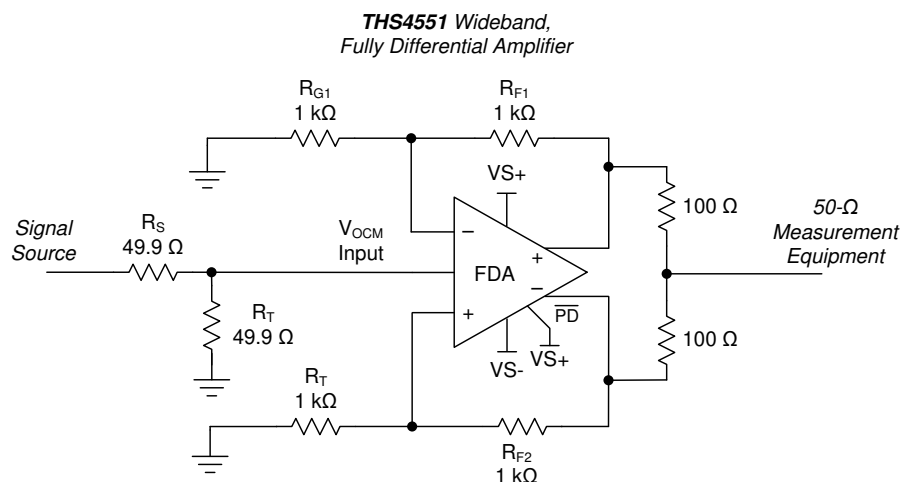 THS4551 Wideband,
Fully Differential Amplifier
RG1
1 kΩ
RF1
1 kΩ
VS+
100 Ω
Signal
Source
RS
49.9 Ω
VOCM
Input
−
+
FDA
−
+
PD
50-Ω
Measurement
Equipment
RT
49.9 Ω
VS-
VS+
100 Ω
RT
1 kΩ
RF2
1 kΩ